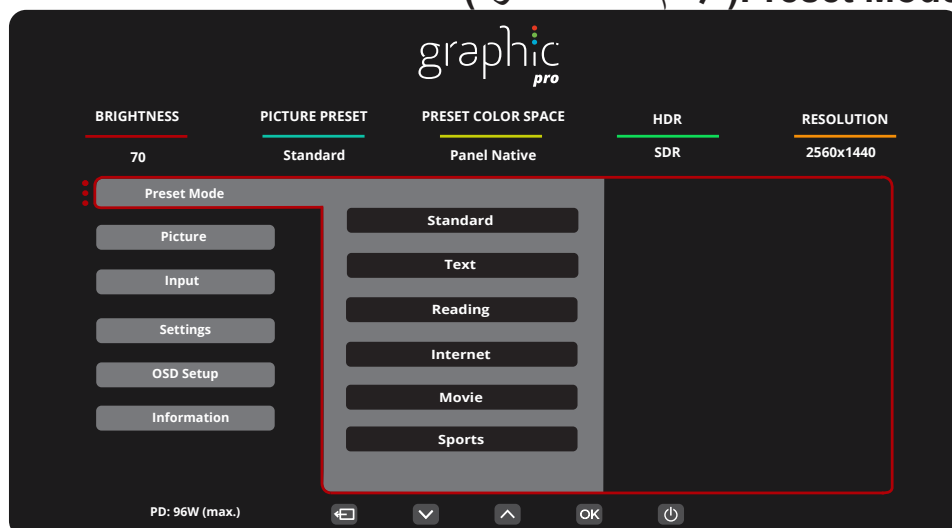 Preset Mode
graphic
pro
BRIGHTNESS PICTURE PRESET PRESET COLOR SPACE HDR RESOLUTION
70 Standard Panel Native SDR 2560x1440
Preset Mode
Picture
Input
Settings
OSD Setup
Information
Standard
Text
Reading
Internet
Movie
Sports
PD: 96W (max.) OK